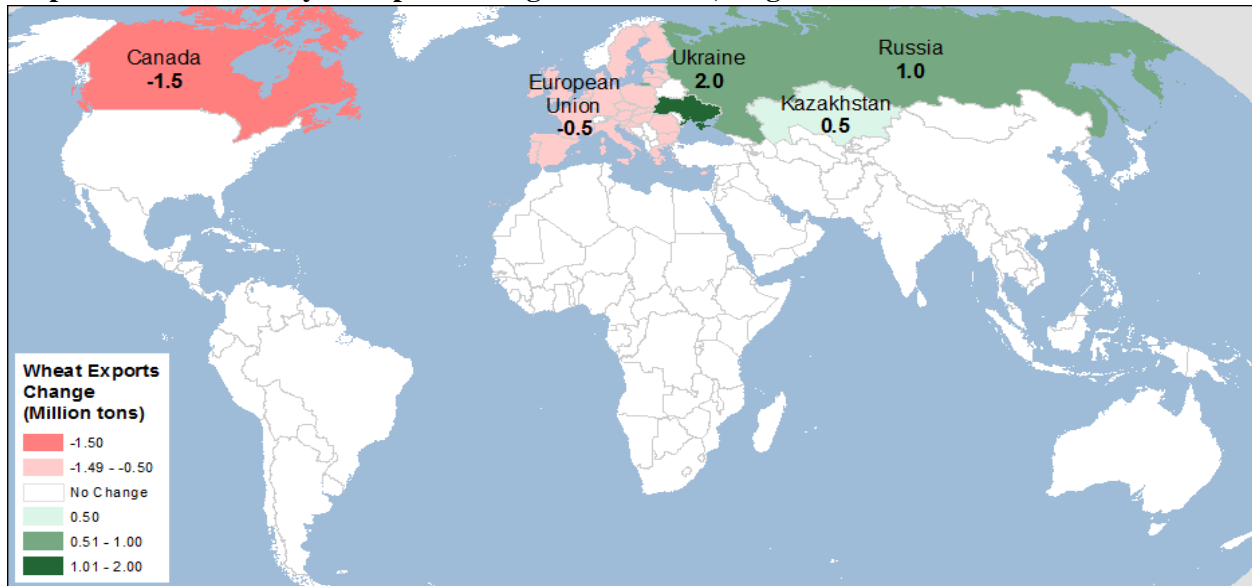 Canada
-1.5
European
Union
-0.5
Ukraine
2.0
Russia
1.0
Kazakhstan
0.5
Wheat Exports
Change
(Million tons)
-1.50
-1.49 - -0.50
No Change
0.50
0.51 - 1.00
1.01 - 2.00